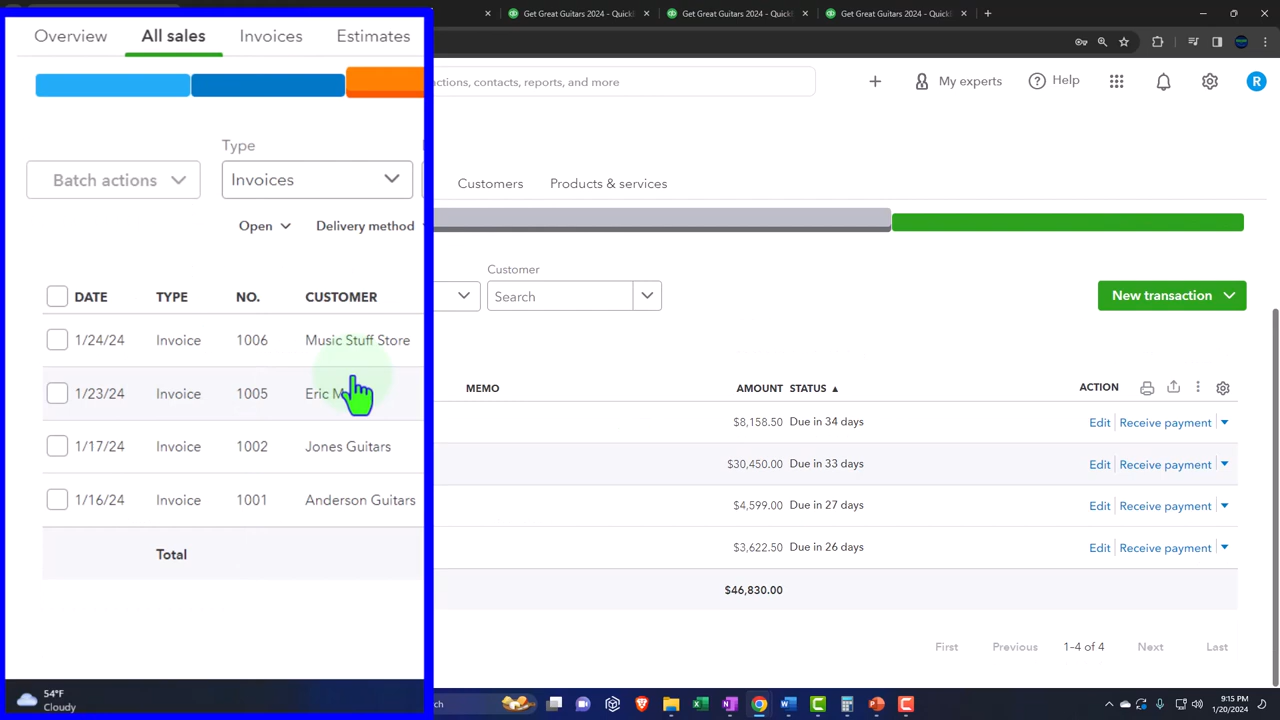 Get Great Guitars 2024 – Quick
Get Great Guitars 2024 – Quick
Get Great Guitars 2024 – Quick
Overview All sales Invoices Estimates
actions, contacts, reports, and more
My experts
Help
R
Customers Products & services
Type
Batch actions
Invoices
Open Delivery method
Customer
Search
New transaction
DATE TYPE NO. CUSTOMER MEMO AMOUNT STATUS ACTION
1/24/24 Invoice 1006 Music Stuff Store $8,158.50 Due in 34 days Edit Receive payment
1/23/24 Invoice 1005 Eric M $30,450.00 Due in 33 days Edit Receive payment
1/17/24 Invoice 1002 Jones Guitars $4,599.00 Due in 27 days Edit Receive payment
1/16/24 Invoice 1001 Anderson Guitars $3,622.50 Due in 26 days Edit Receive payment
Total $46,830.00
First Previous 1–4 of 4 Next Last
54°F
Cloudy
9:15 PM
1/20/2024